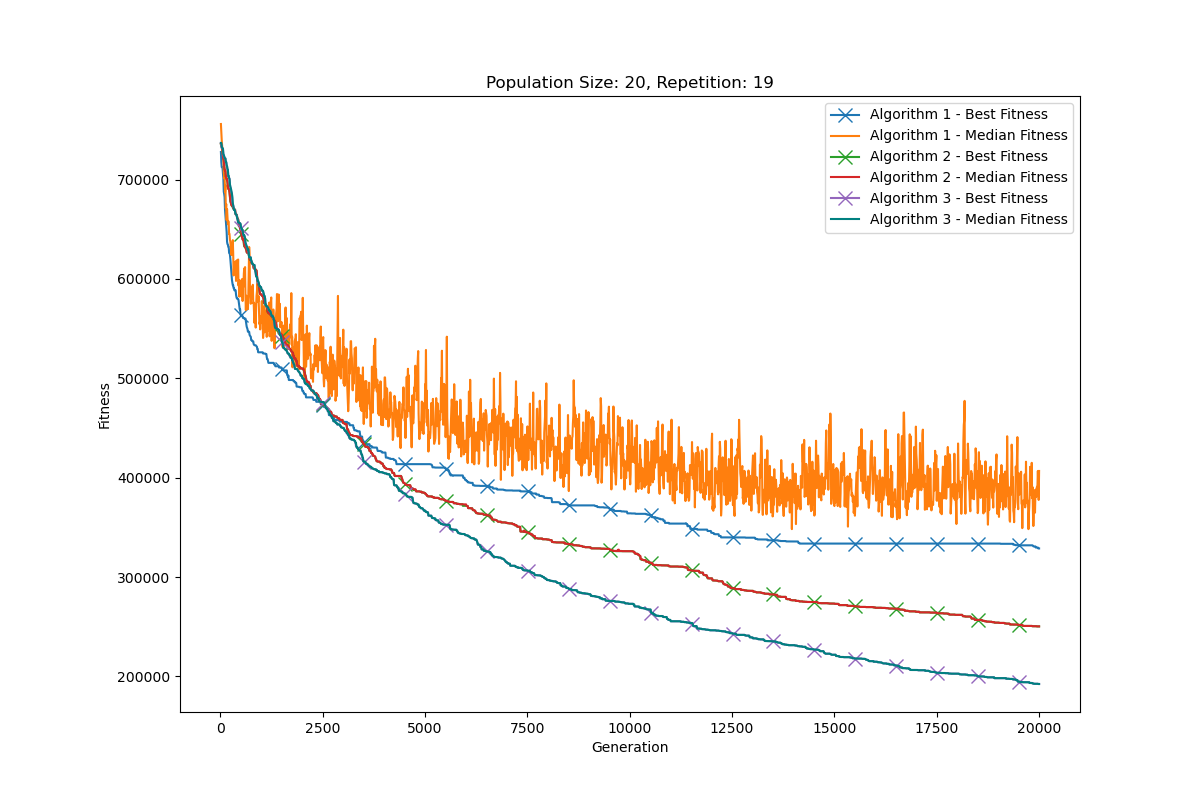 Population Size: 20, Repetition: 19
Algorithm 1 - Best Fitness
Algorithm 1 - Median Fitness
Algorithm 2 - Best Fitness
Algorithm 2 - Median Fitness
Algorithm 3 - Best Fitness
Algorithm 3 - Median Fitness
700000
600000
500000
400000
300000
200000
Fitness
0 2500 5000 7500 10000 12500 15000 17500 20000
Generation